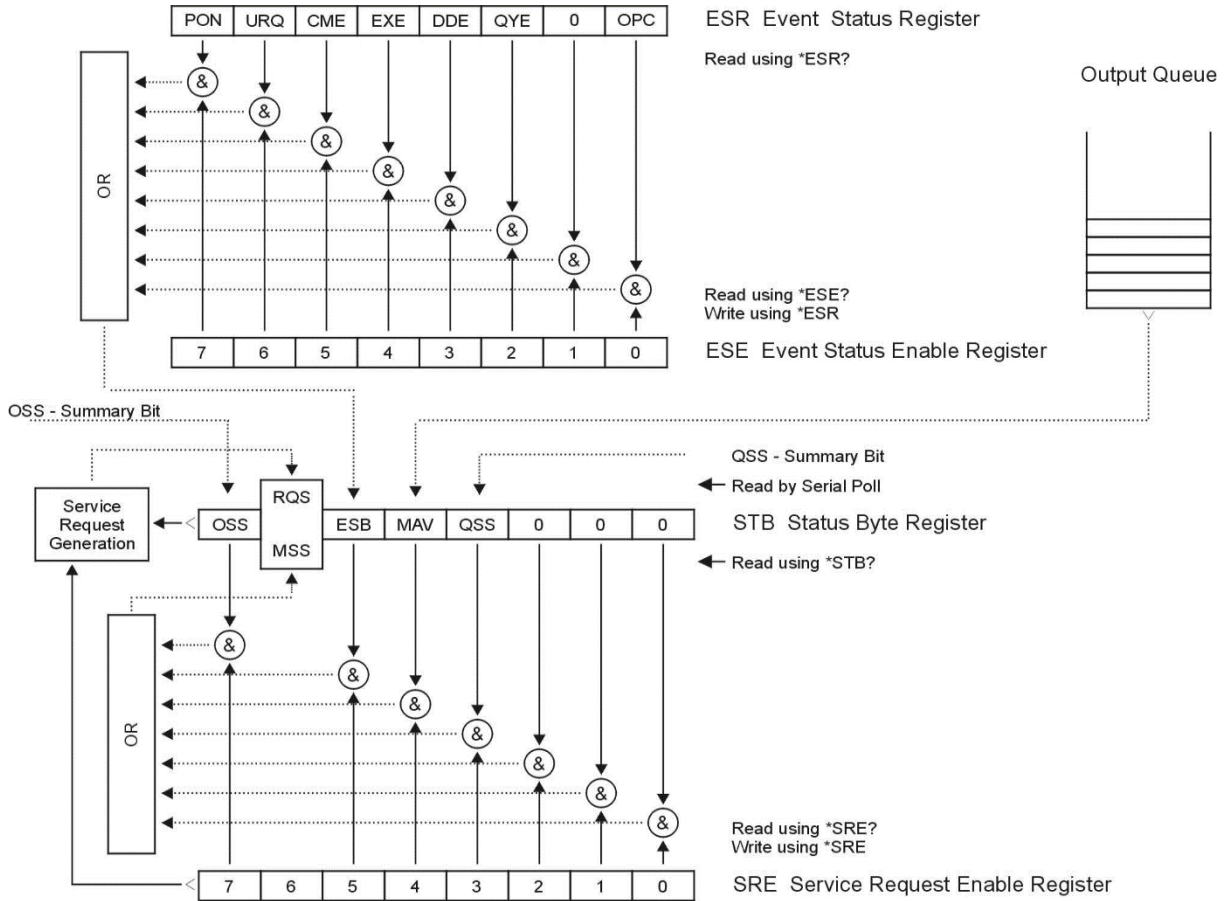 PON URQ CME EXE DDE QYE 0 OPC
ESR Event Status Register
Read using *ESR?
Output Queue
&
&
&
&
&
&
&
&
OR
Read using *ESE?
Write using *ESR
7 6 5 4 3 2 1 0
ESE Event Status Enable Register
OSS - Summary Bit
QSS - Summary Bit
Read by Serial Poll
Service
Request
Generation
RQS
MSS
OSS ESB MAV QSS 0 0 0
STB Status Byte Register
Read using *STB?
&
&
&
&
&
&
&
OR
Read using *SRE?
Write using *SRE
7 6 5 4 3 2 1 0
SRE Service Request Enable Register